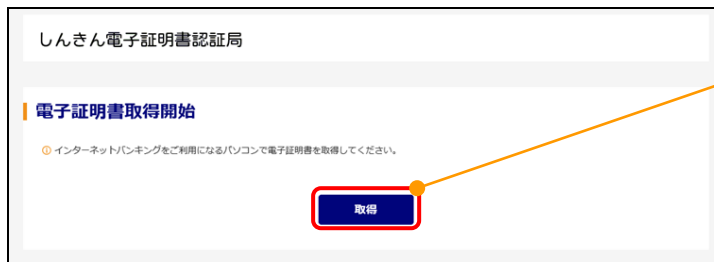 しんきん電子証明書認証局
電子証明書取得開始
インターネットバンキングをご利用になるパソコンで電子証明書を取得してください。
取得